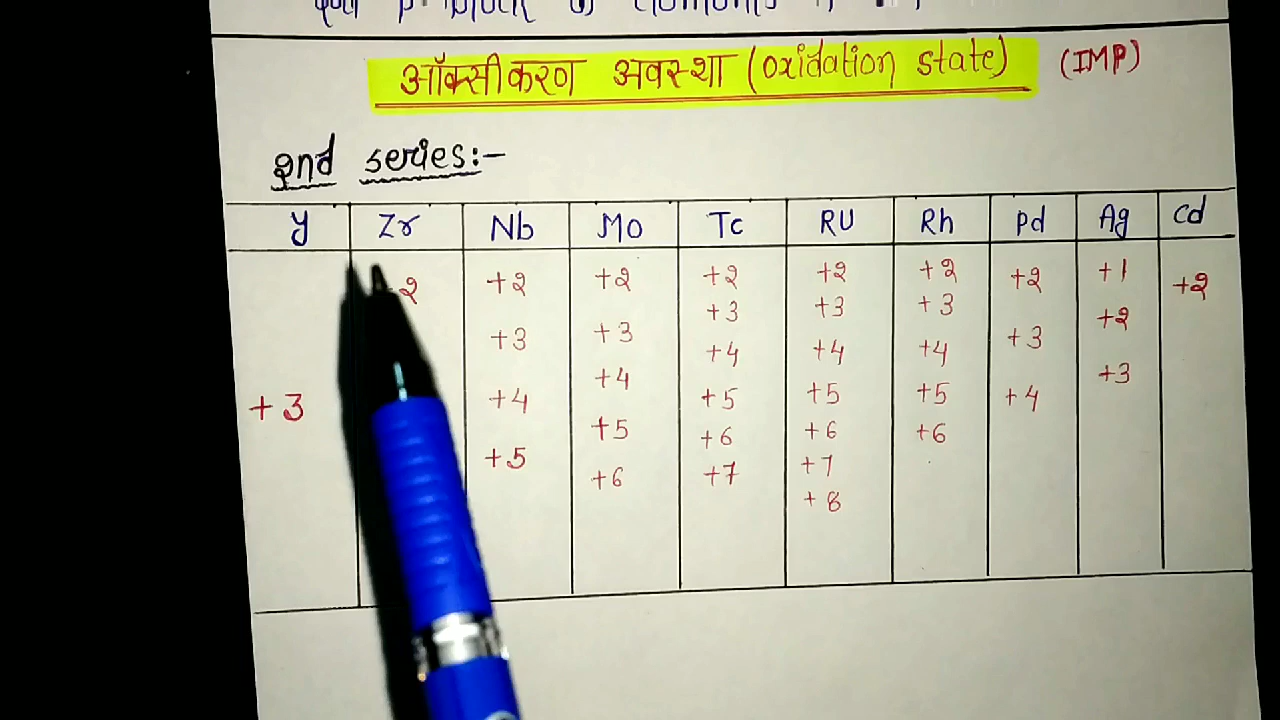 ऑक्सीकरण अवस्था (oxidation state) (IMP)
2nd series:-
Y Zr Nb Mo Tc RU Rh Pd Ag Cd
+3
2
+2 +3 +4 +5
+2 +3 +4 +5 +6
+2 +3 +4 +5 +6 +7
+2 +3 +4 +5 +6 +7 +8
+2 +3 +4 +5 +6
+2 +3 +4
+1 +2 +3
+2